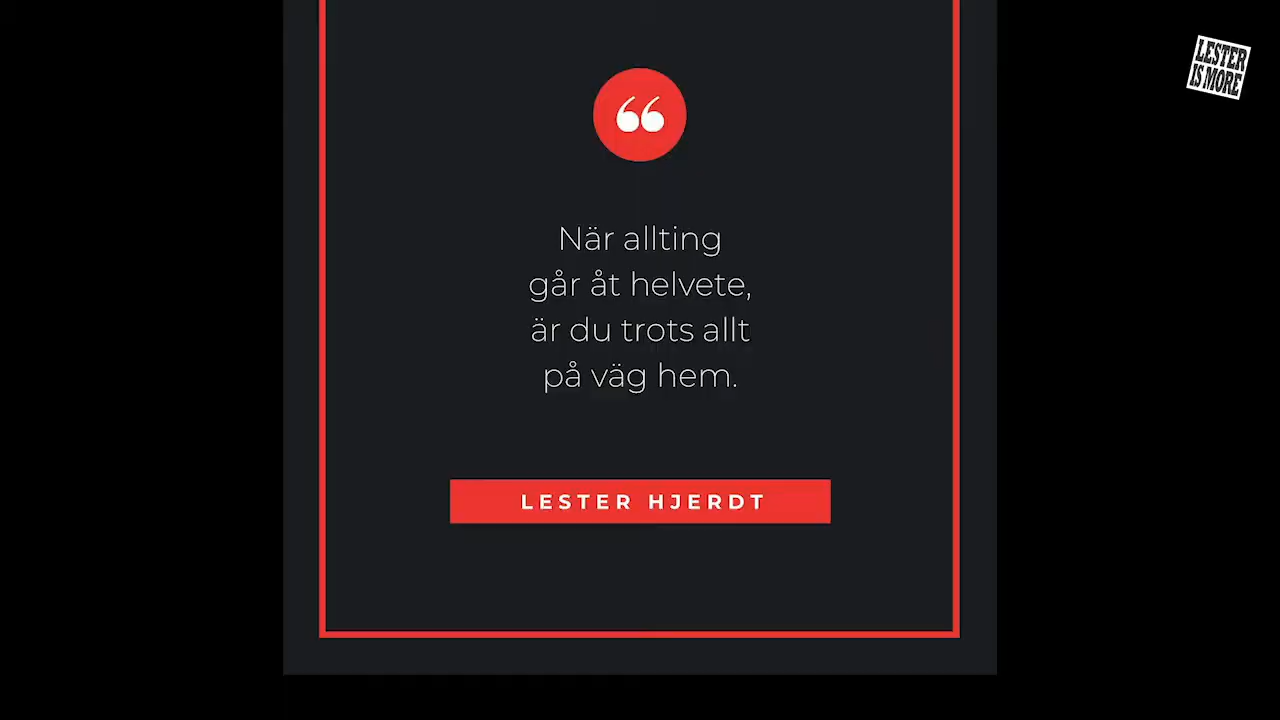 LESTER
IS MORE
“
När allting
går åt helvete,
är du trots allt
på väg hem.
LESTER HJERDT